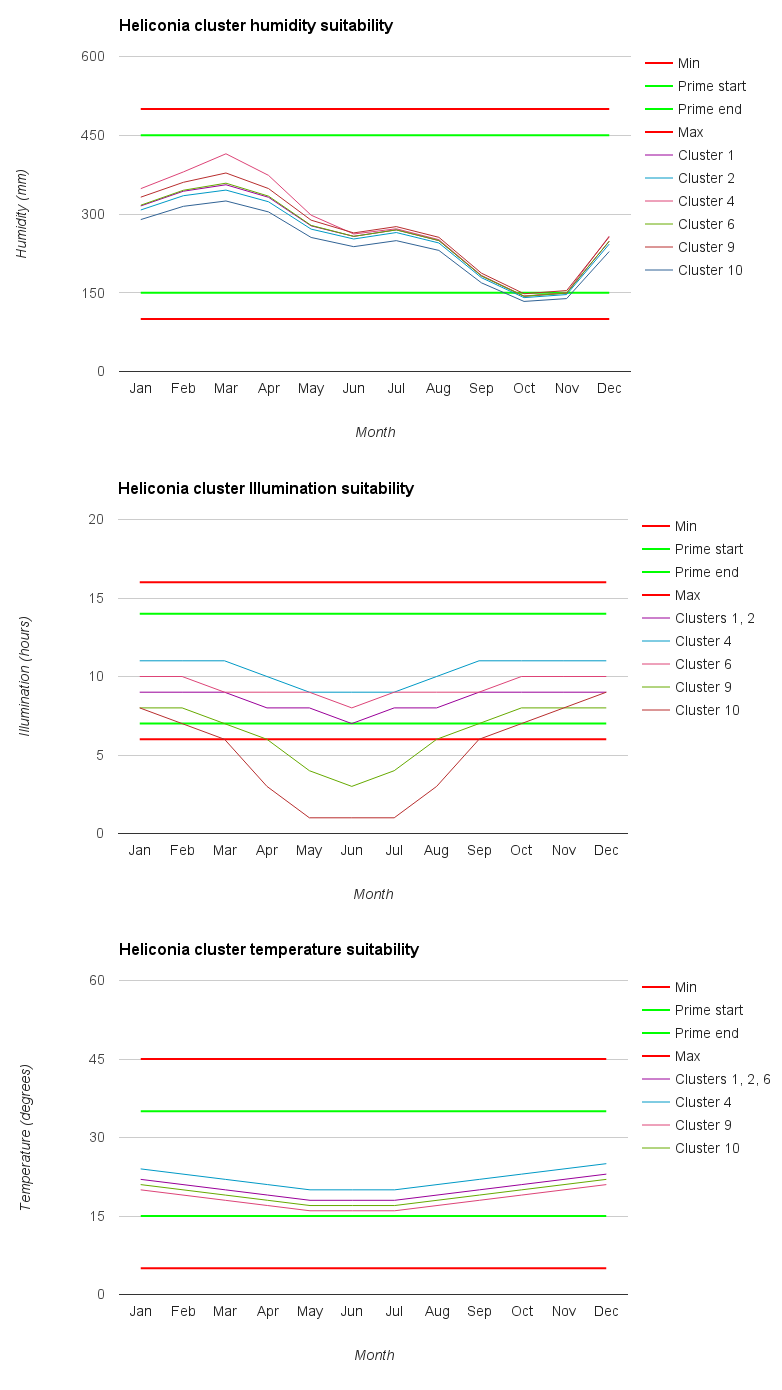 Heliconia cluster humidity suitability
600
450
300
150
0
Humidity (mm)
Jan Feb Mar Apr May Jun Jul Aug Sep Oct Nov Dec
Month
Min
Prime start
Prime end
Max
Cluster 1
Cluster 2
Cluster 4
Cluster 6
Cluster 9
Cluster 10
Heliconia cluster Illumination suitability
20
15
10
5
0
Illumination (hours)
Jan Feb Mar Apr May Jun Jul Aug Sep Oct Nov Dec
Month
Min
Prime start
Prime end
Max
Clusters 1, 2
Cluster 4
Cluster 6
Cluster 9
Cluster 10
Heliconia cluster temperature suitability
60
45
30
15
0
Temperature (degrees)
Jan Feb Mar Apr May Jun Jul Aug Sep Oct Nov Dec
Month
Min
Prime start
Prime end
Max
Clusters 1, 2, 6
Cluster 4
Cluster 9
Cluster 10